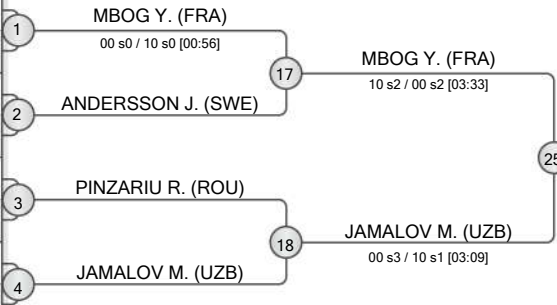 1
MBOG Y. (FRA)
00 s0 / 10 s0 [00:56]
17
MBOG Y. (FRA)
10 s2 / 00 s2 [03:33]
2
ANDERSSON J. (SWE)
25
3
PINZARIU R. (ROU)
18
JAMALOV M. (UZB)
00 s3 / 10 s1 [03:09]
4
JAMALOV M. (UZB)